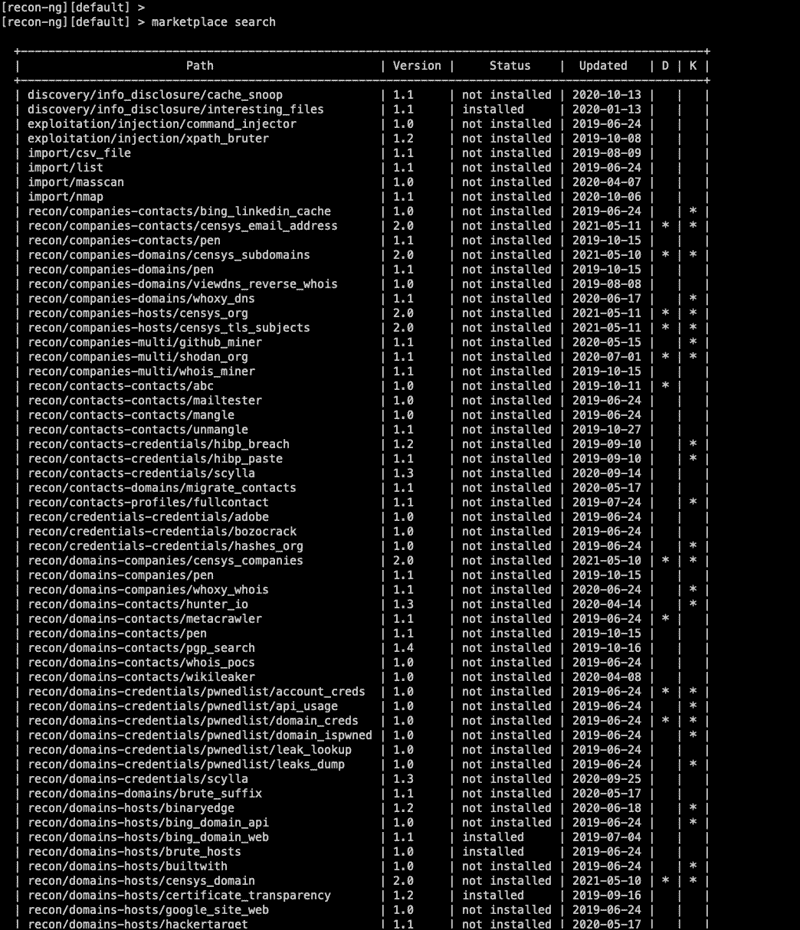 [recon-ng][default] >
[recon-ng][default] > marketplace search
+---------------------------------------------------------------------------------------------------+
| Path | Version | Status | Updated | D | K |
+---------------------------------------------------------------------------------------------------+
| discovery/info_disclosure/cache_snoop | 1.1 | not installed | 2020-10-13 | | |
| discovery/info_disclosure/interesting_files | 1.1 | installed | 2020-01-13 | | |
| exploitation/injection/command_injector | 1.0 | not installed | 2019-06-24 | | |
| exploitation/injection/xpath_bruter | 1.2 | not installed | 2019-10-08 | | |
| import/csv_file | 1.1 | not installed | 2019-08-09 | | |
| import/list | 1.1 | not installed | 2019-06-24 | | |
| import/masscan | 1.0 | not installed | 2020-04-07 | | |
| import/nmap | 1.1 | not installed | 2020-10-06 | | |
| recon/companies-contacts/bing_linkedin_cache | 1.0 | not installed | 2019-06-24 | | * |
| recon/companies-contacts/censys_email_address | 2.0 | not installed | 2021-05-11 | * | * |
| recon/companies-contacts/pen | 1.1 | not installed | 2019-10-15 | | |
| recon/companies-domains/censys_subdomains | 2.0 | not installed | 2021-05-10 | * | * |
| recon/companies-domains/pen | 1.1 | not installed | 2019-10-15 | | |
| recon/companies-domains/viewdns_reverse_whois | 1.0 | not installed | 2019-08-08 | | |
| recon/companies-domains/whoxy_dns | 1.1 | not installed | 2020-06-17 | | * |
| recon/companies-hosts/censys_org | 2.0 | not installed | 2021-05-11 | * | * |
| recon/companies-hosts/censys_tls_subjects | 2.0 | not installed | 2021-05-11 | * | * |
| recon/companies-multi/github_miner | 1.1 | not installed | 2020-05-15 | | * |
| recon/companies-multi/shodan_org | 1.1 | not installed | 2020-07-01 | * | * |
| recon/companies-multi/whois_miner | 1.1 | not installed | 2019-10-15 | | |
| recon/contacts-contacts/abc | 1.0 | not installed | 2019-10-11 | * | |
| recon/contacts-contacts/mailtester | 1.0 | not installed | 2019-06-24 | | |
| recon/contacts-contacts/mangle | 1.0 | not installed | 2019-06-24 | | |
| recon/contacts-contacts/unmangle | 1.1 | not installed | 2019-10-27 | | |
| recon/contacts-credentials/hibp_breach | 1.2 | not installed | 2019-09-10 | | * |
| recon/contacts-credentials/hibp_paste | 1.1 | not installed | 2019-09-10 | | * |
| recon/contacts-credentials/scylla | 1.3 | not installed | 2020-09-14 | | |
| recon/contacts-domains/migrate_contacts | 1.1 | not installed | 2020-05-17 | | |
| recon/contacts-profiles/fullcontact | 1.1 | not installed | 2019-07-24 | | * |
| recon/credentials-credentials/adobe | 1.0 | not installed | 2019-06-24 | | |
| recon/credentials-credentials/bozocrack | 1.0 | not installed | 2019-06-24 | | |
| recon/credentials-credentials/hashes_org | 1.0 | not installed | 2019-06-24 | | * |
| recon/domains-companies/censys_companies | 2.0 | not installed | 2021-05-10 | * | * |
| recon/domains-companies/pen | 1.1 | not installed | 2019-10-15 | | |
| recon/domains-companies/whoxy_whois | 1.1 | not installed | 2020-06-24 | | * |
| recon/domains-contacts/hunter_io | 1.3 | not installed | 2020-04-14 | | * |
| recon/domains-contacts/metacrawler | 1.1 | not installed | 2019-06-24 | * | |
| recon/domains-contacts/pen | 1.1 | not installed | 2019-10-15 | | |
| recon/domains-contacts/pgp_search | 1.4 | not installed | 2019-10-16 | | |
| recon/domains-contacts/whois_pocs | 1.0 | not installed | 2019-06-24 | | |
| recon/domains-contacts/wikileaker | 1.0 | not installed | 2020-04-08 | | |
| recon/domains-credentials/pwnedlist/account_creds | 1.0 | not installed | 2019-06-24 | * | * |
| recon/domains-credentials/pwnedlist/api_usage | 1.0 | not installed | 2019-06-24 | | * |
| recon/domains-credentials/pwnedlist/domain_creds | 1.0 | not installed | 2019-06-24 | * | * |
| recon/domains-credentials/pwnedlist/domain_ispwned | 1.0 | not installed | 2019-06-24 | | * |
| recon/domains-credentials/pwnedlist/leak_lookup | 1.0 | not installed | 2019-06-24 | | |
| recon/domains-credentials/pwnedlist/leaks_dump | 1.0 | not installed | 2019-06-24 | | * |
| recon/domains-credentials/scylla | 1.3 | not installed | 2020-09-25 | | |
| recon/domains-domains/brute_suffix | 1.1 | not installed | 2020-05-17 | | |
| recon/domains-hosts/binaryedge | 1.2 | not installed | 2020-06-18 | | * |
| recon/domains-hosts/bing_domain_api | 1.0 | not installed | 2019-06-24 | | * |
| recon/domains-hosts/bing_domain_web | 1.1 | installed | 2019-07-04 | | |
| recon/domains-hosts/brute_hosts | 1.0 | installed | 2019-06-24 | | |
| recon/domains-hosts/builtwith | 1.0 | not installed | 2019-06-24 | | * |
| recon/domains-hosts/censys_domain | 2.0 | not installed | 2021-05-10 | * | * |
| recon/domains-hosts/certificate_transparency | 1.2 | installed | 2019-09-16 | | |
| recon/domains-hosts/google_site_web | 1.0 | not installed | 2019-06-24 | | |
| recon/domains-hosts/hackertarget | 1.1 | not installed | 2020-05-17 | | |